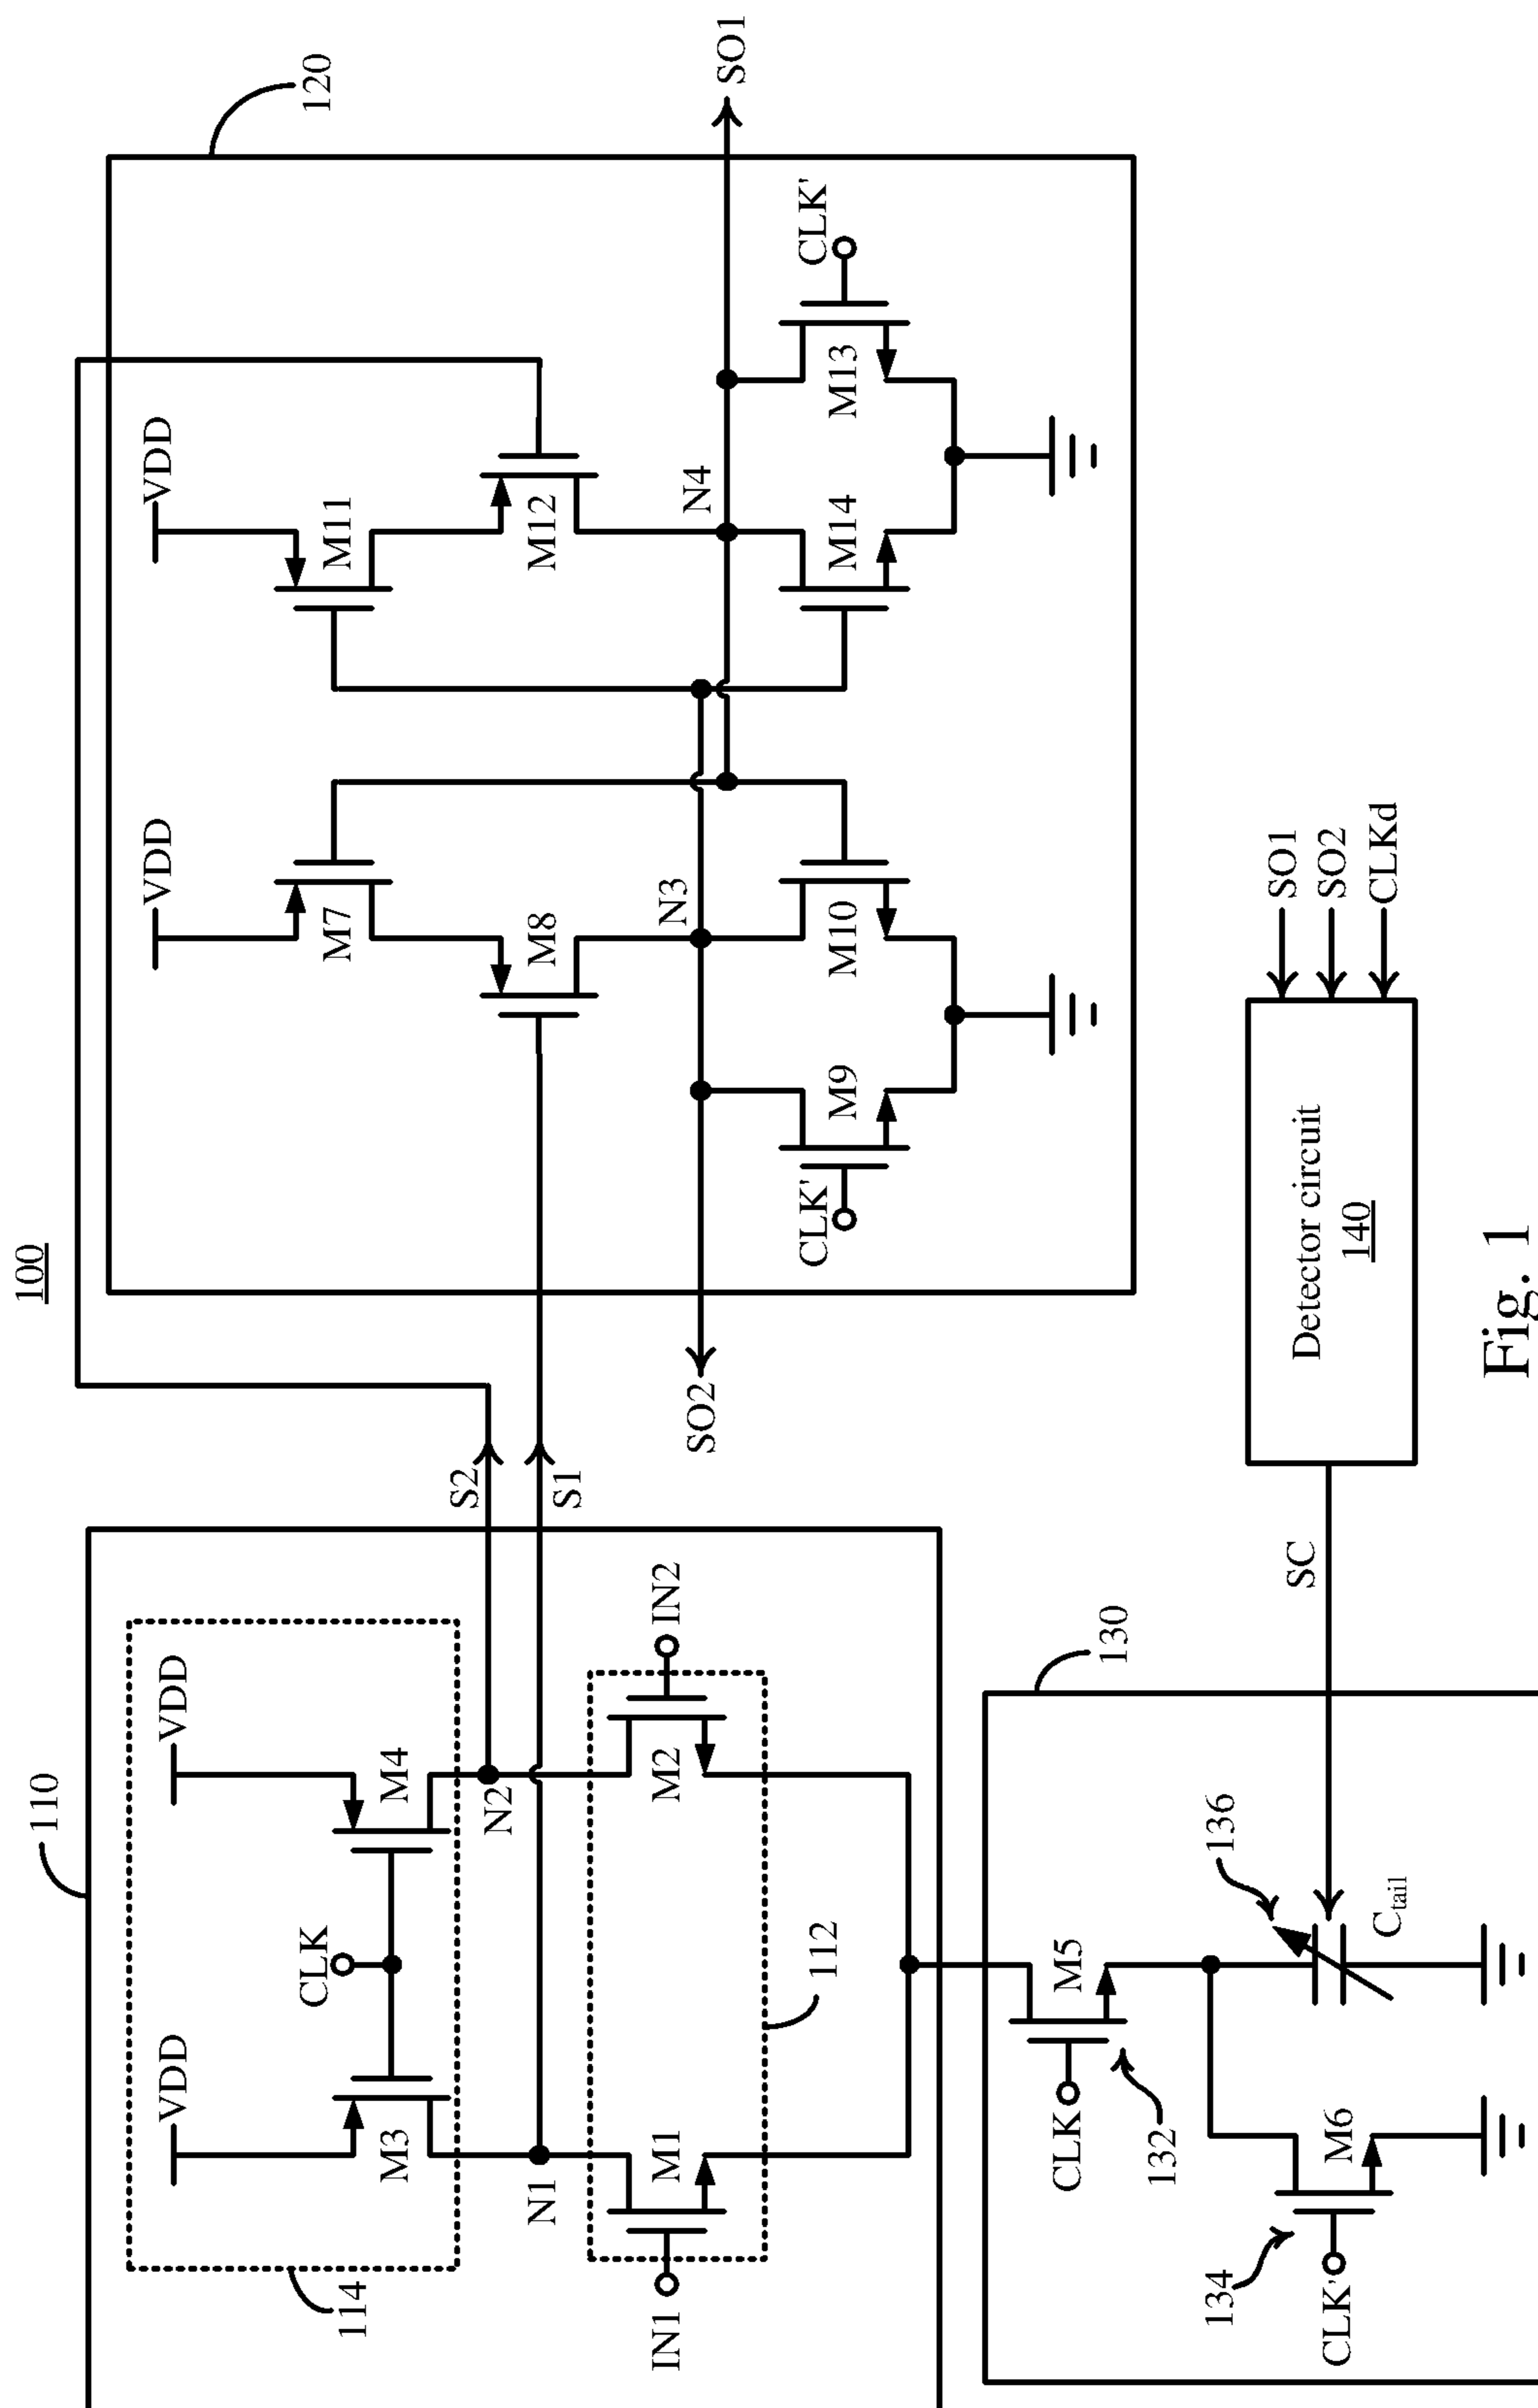 100
110
114
VDD
VDD
CLK
M3
M4
N1
N2
S2
S1
IN1
M1
M2
IN2
112
120
VDD
VDD
M7
M11
M8
M12
N3
N4
SO2
SO1
CLK'
M9
M10
M14
M13
CLK'
130
CLK
M5
132
134
CLK'
M6
136
Ctail
SC
Detector circuit
140
SO1
SO2
CLKd
Fig. 1